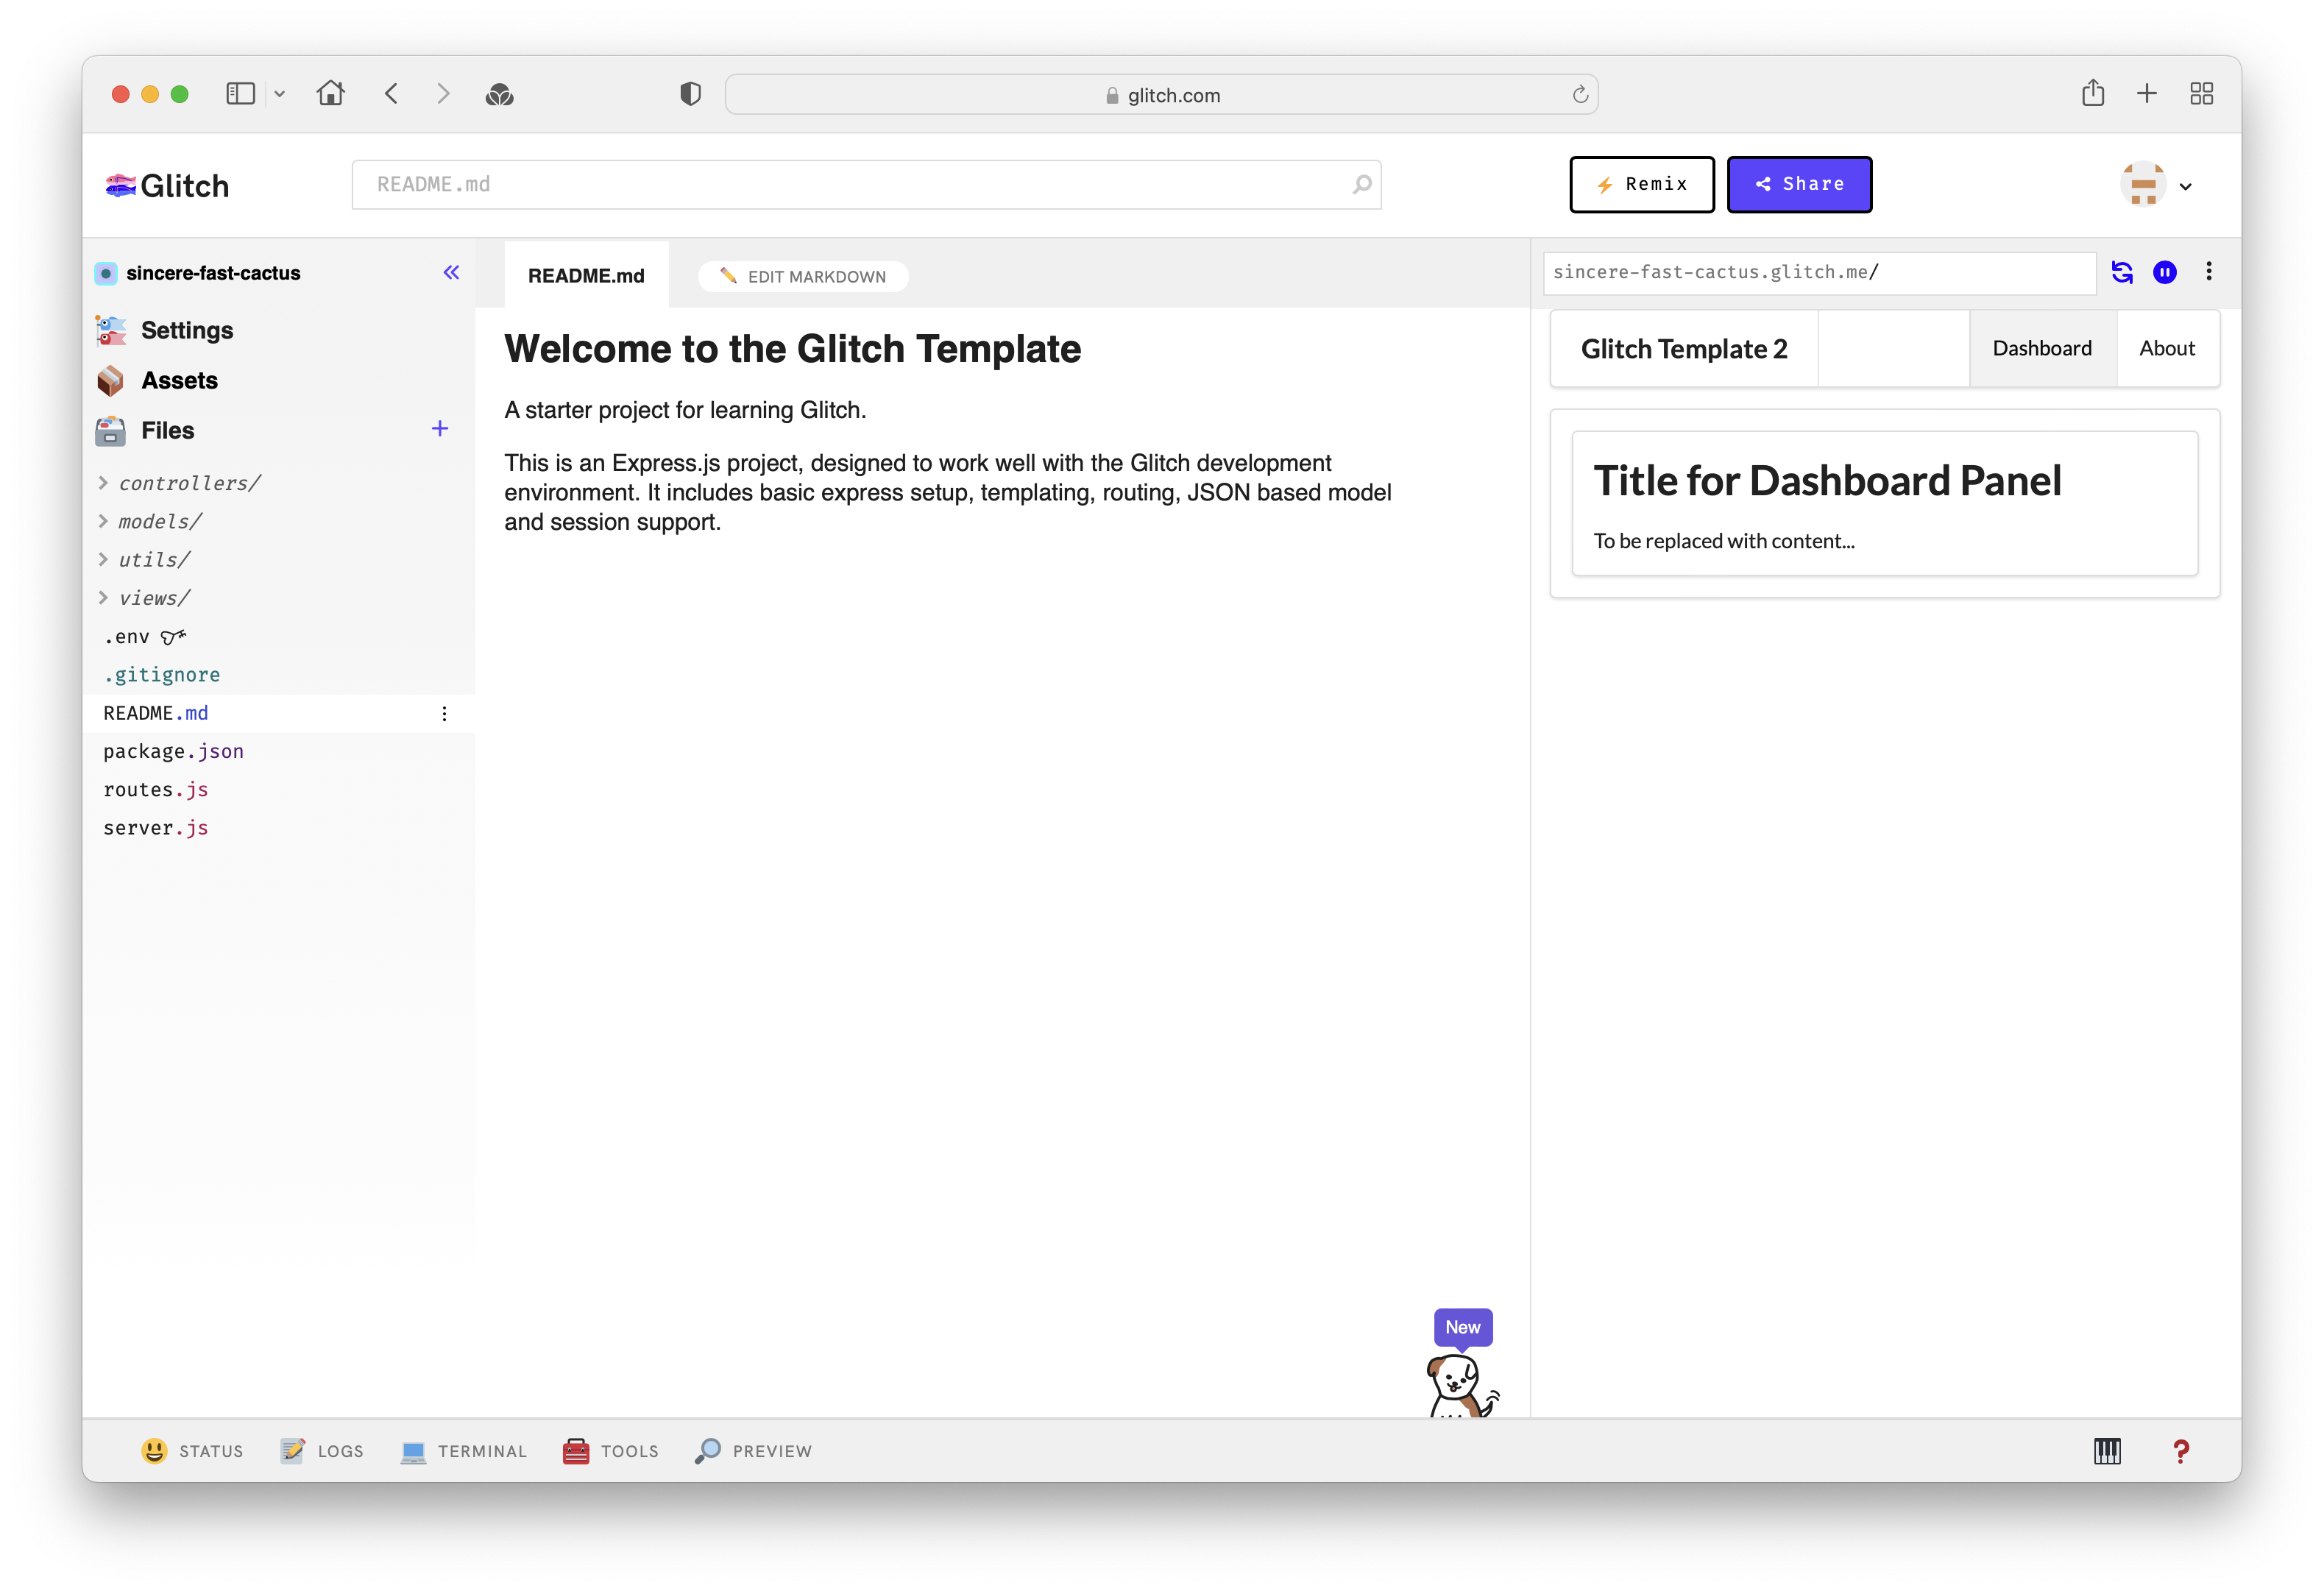 glitch.com
Glitch
README.md
Remix
Share
sincere-fast-cactus
Settings
Assets
Files
controllers/
models/
utils/
views/
.env
.gitignore
README.md
package.json
routes.js
server.js
README.md
EDIT MARKDOWN
Welcome to the Glitch Template
A starter project for learning Glitch.
This is an Express.js project, designed to work well with the Glitch development
environment. It includes basic express setup, templating, routing, JSON based model
and session support.
New
sincere-fast-cactus.glitch.me/
Glitch Template 2
Dashboard
About
Title for Dashboard Panel
To be replaced with content...
STATUS
LOGS
TERMINAL
TOOLS
PREVIEW
?